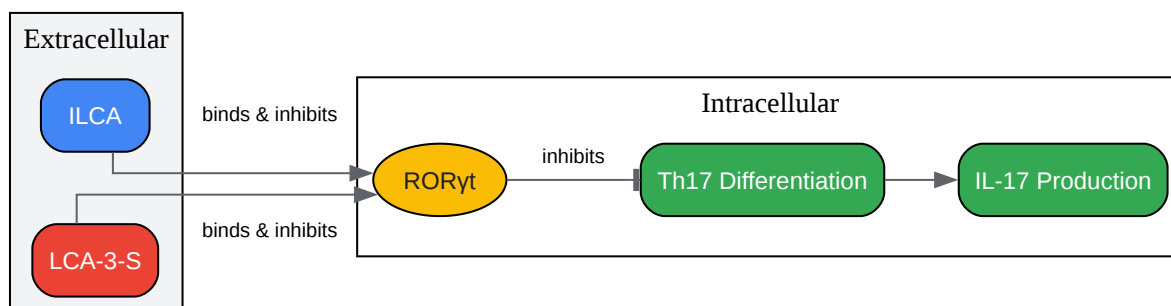 Extracellular
ILCA
binds & inhibits
Intracellular
RORγt
inhibits
Th17 Differentiation
IL-17 Production
binds & inhibits
LCA-3-S